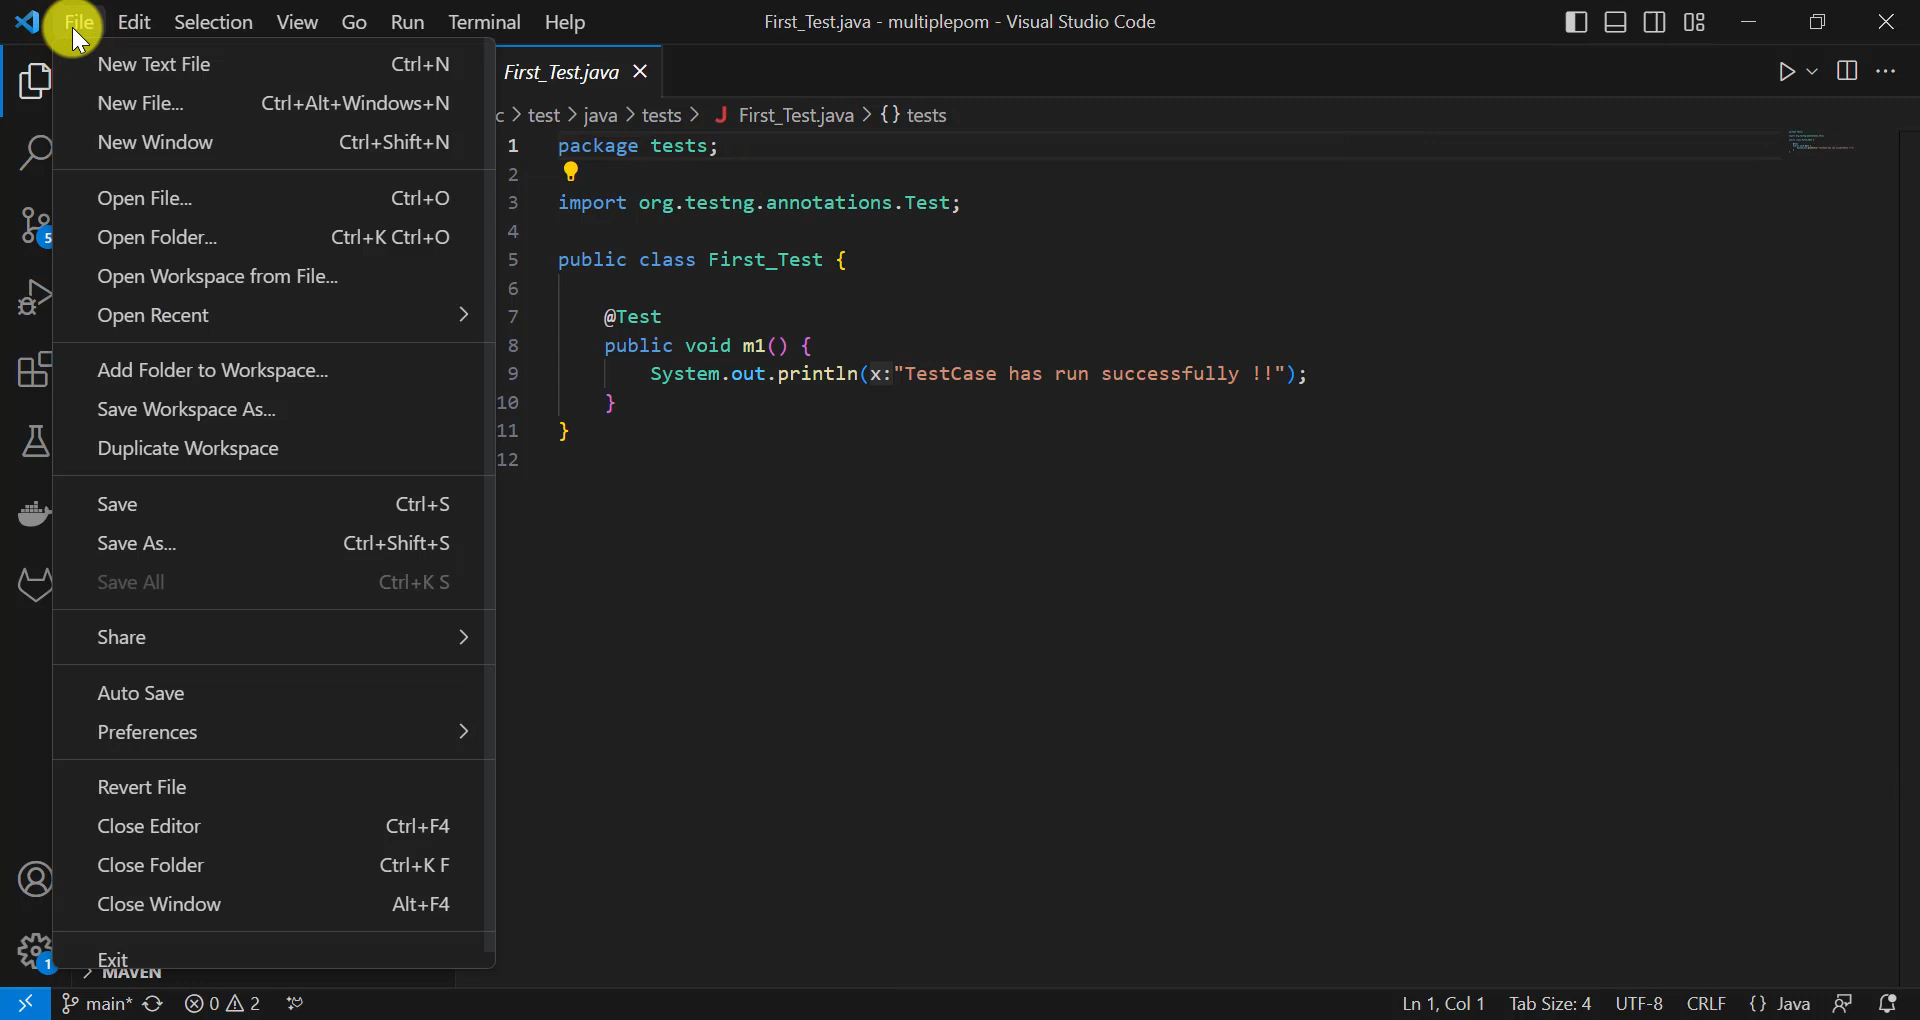 File Edit Selection View Go Run Terminal Help First_Test.java - multiplepom - Visual Studio Code
New Text File Ctrl+N
New File... Ctrl+Alt+Windows+N
New Window Ctrl+Shift+N
Open File... Ctrl+O
Open Folder... Ctrl+K Ctrl+O
Open Workspace from File...
Open Recent
Add Folder to Workspace...
Save Workspace As...
Duplicate Workspace
Save Ctrl+S
Save As... Ctrl+Shift+S
Save All Ctrl+K S
Share
Auto Save
Preferences
Revert File
Close Editor Ctrl+F4
Close Folder Ctrl+K F
Close Window Alt+F4
Exit
MAVEN
5
1
First_Test.java
c > test > java > tests > J First_Test.java > {} tests
1 package tests;
2
3 import org.testng.annotations.Test;
4
5 public class First_Test {
6
7 @Test
8 public void m1() {
9 System.out.println(x:"TestCase has run successfully !!");
10 }
11 }
12
main* 0 2 Ln 1, Col 1 Tab Size: 4 UTF-8 CRLF {} Java